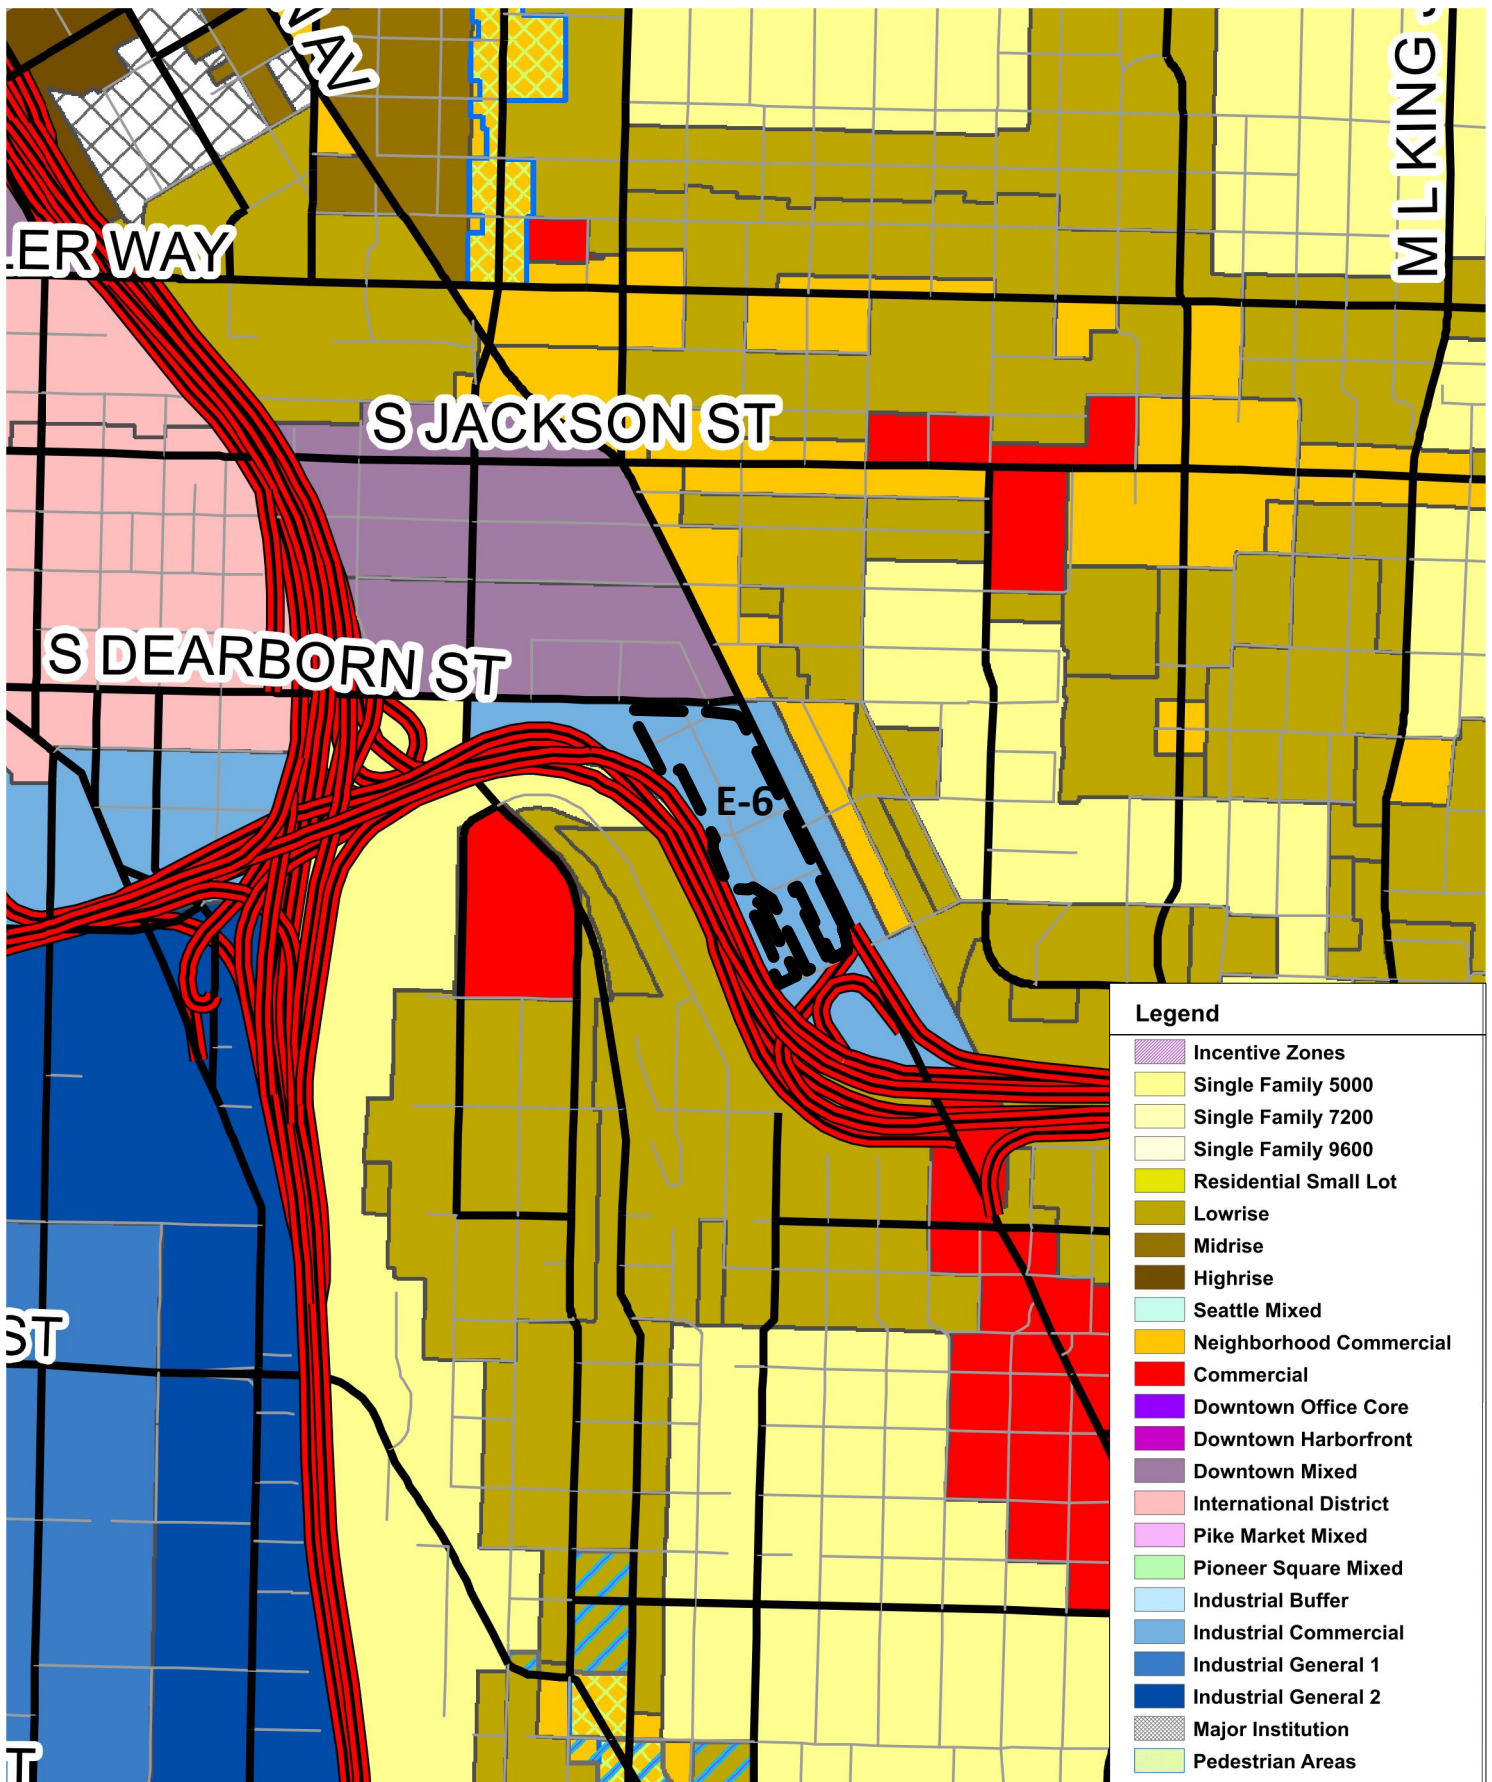 N AV
M L KING
LER WAY
S JACKSON ST
S DEARBORN ST
E-6
ST
T
Legend
Incentive Zones
Single Family 5000
Single Family 7200
Single Family 9600
Residential Small Lot
Lowrise
Midrise
Highrise
Seattle Mixed
Neighborhood Commercial
Commercial
Downtown Office Core
Downtown Harborfront
Downtown Mixed
International District
Pike Market Mixed
Pioneer Square Mixed
Industrial Buffer
Industrial Commercial
Industrial General 1
Industrial General 2
Major Institution
Pedestrian Areas